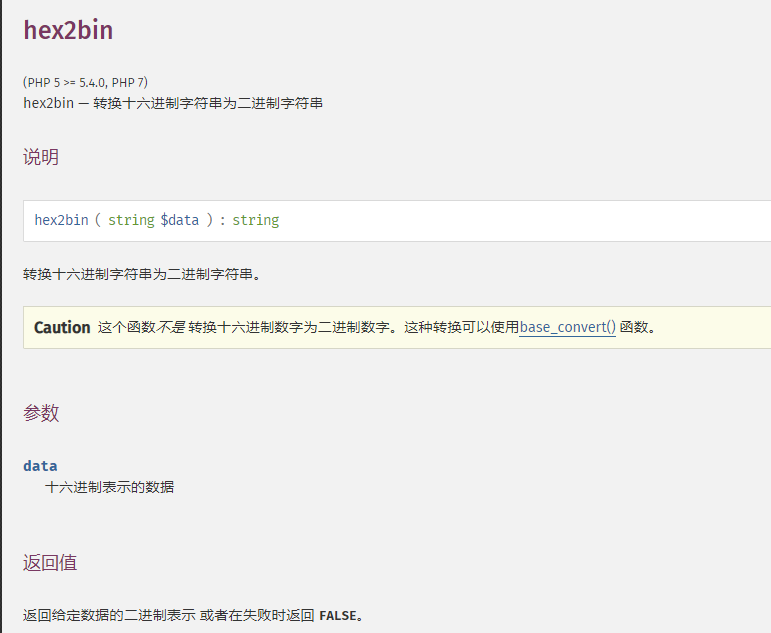 hex2bin
(PHP 5 >= 5.4.0, PHP 7)
hex2bin — 转换十六进制字符串为二进制字符串
说明
hex2bin ( string $data ) : string
转换十六进制字符串为二进制字符串。
Caution 这个函数不是 转换十六进制数字为二进制数字。这种转换可以使用base_convert() 函数。
参数
data
十六进制表示的数据
返回值
返回给定数据的二进制表示 或者在失败时返回 FALSE。